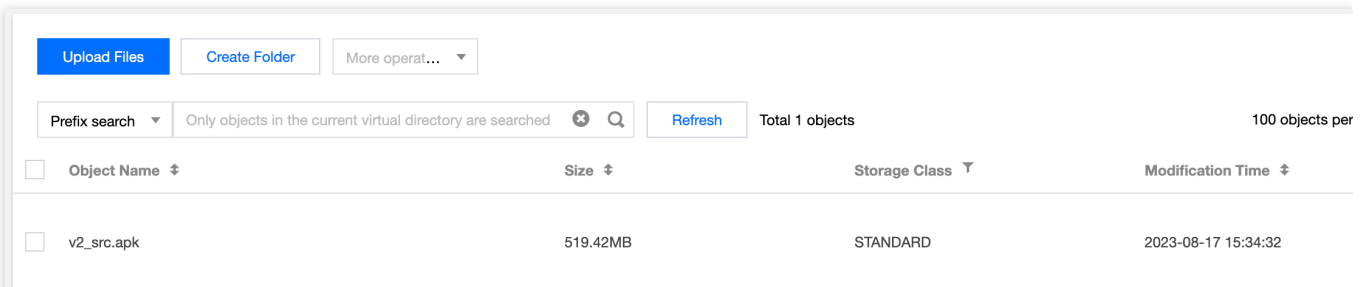 Upload Files Create Folder More operat...
Prefix search Only objects in the current virtual directory are searched Refresh Total 1 objects 100 objects per
Object Name Size Storage Class Modification Time
v2_src.apk 519.42MB STANDARD 2023-08-17 15:34:32